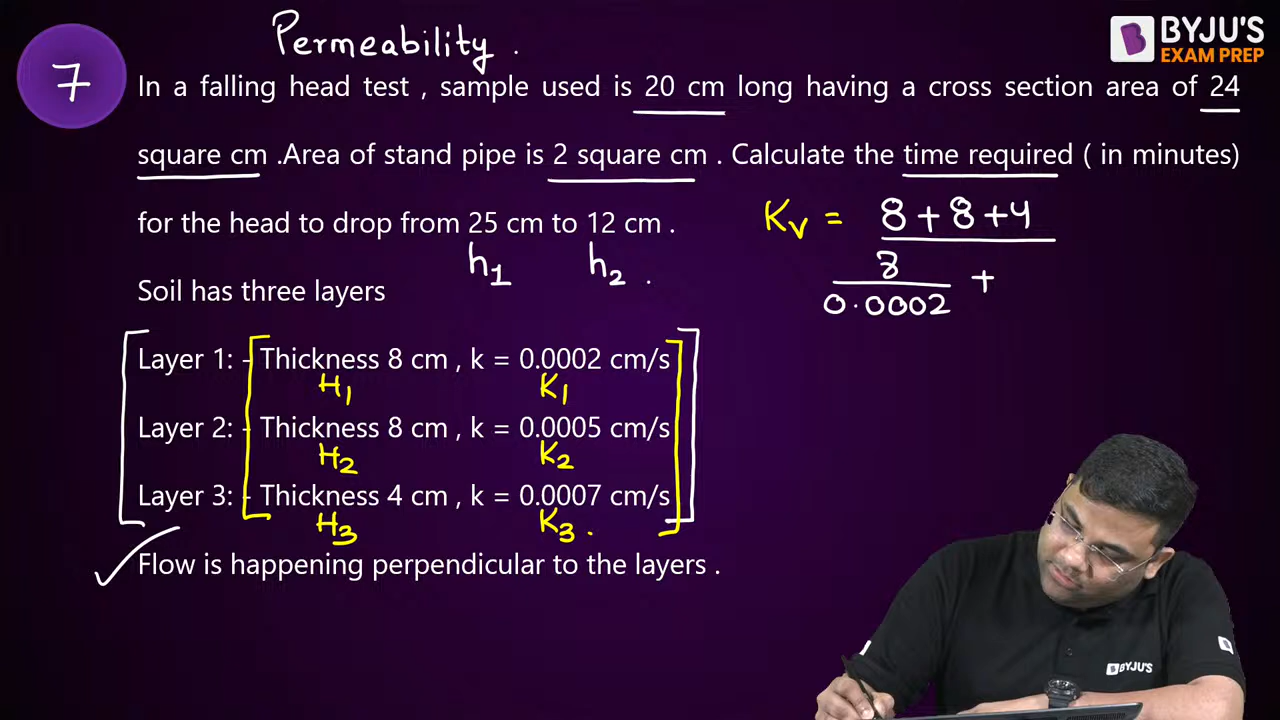 Permeability .
BYJU'S
EXAM PREP
7
In a falling head test , sample used is 20 cm long having a cross section area of 24
square cm .Area of stand pipe is 2 square cm . Calculate the time required ( in minutes)
for the head to drop from 25 cm to 12 cm .
h1 h2 .
Kv = 8 + 8 + 4
8
0.0002 +
Soil has three layers
Layer 1: - Thickness 8 cm , k = 0.0002 cm/s
H1 K1
Layer 2: - Thickness 8 cm , k = 0.0005 cm/s
H2 K2
Layer 3: - Thickness 4 cm , k = 0.0007 cm/s
H3 K3 .
Flow is happening perpendicular to the layers .
BYJU'S